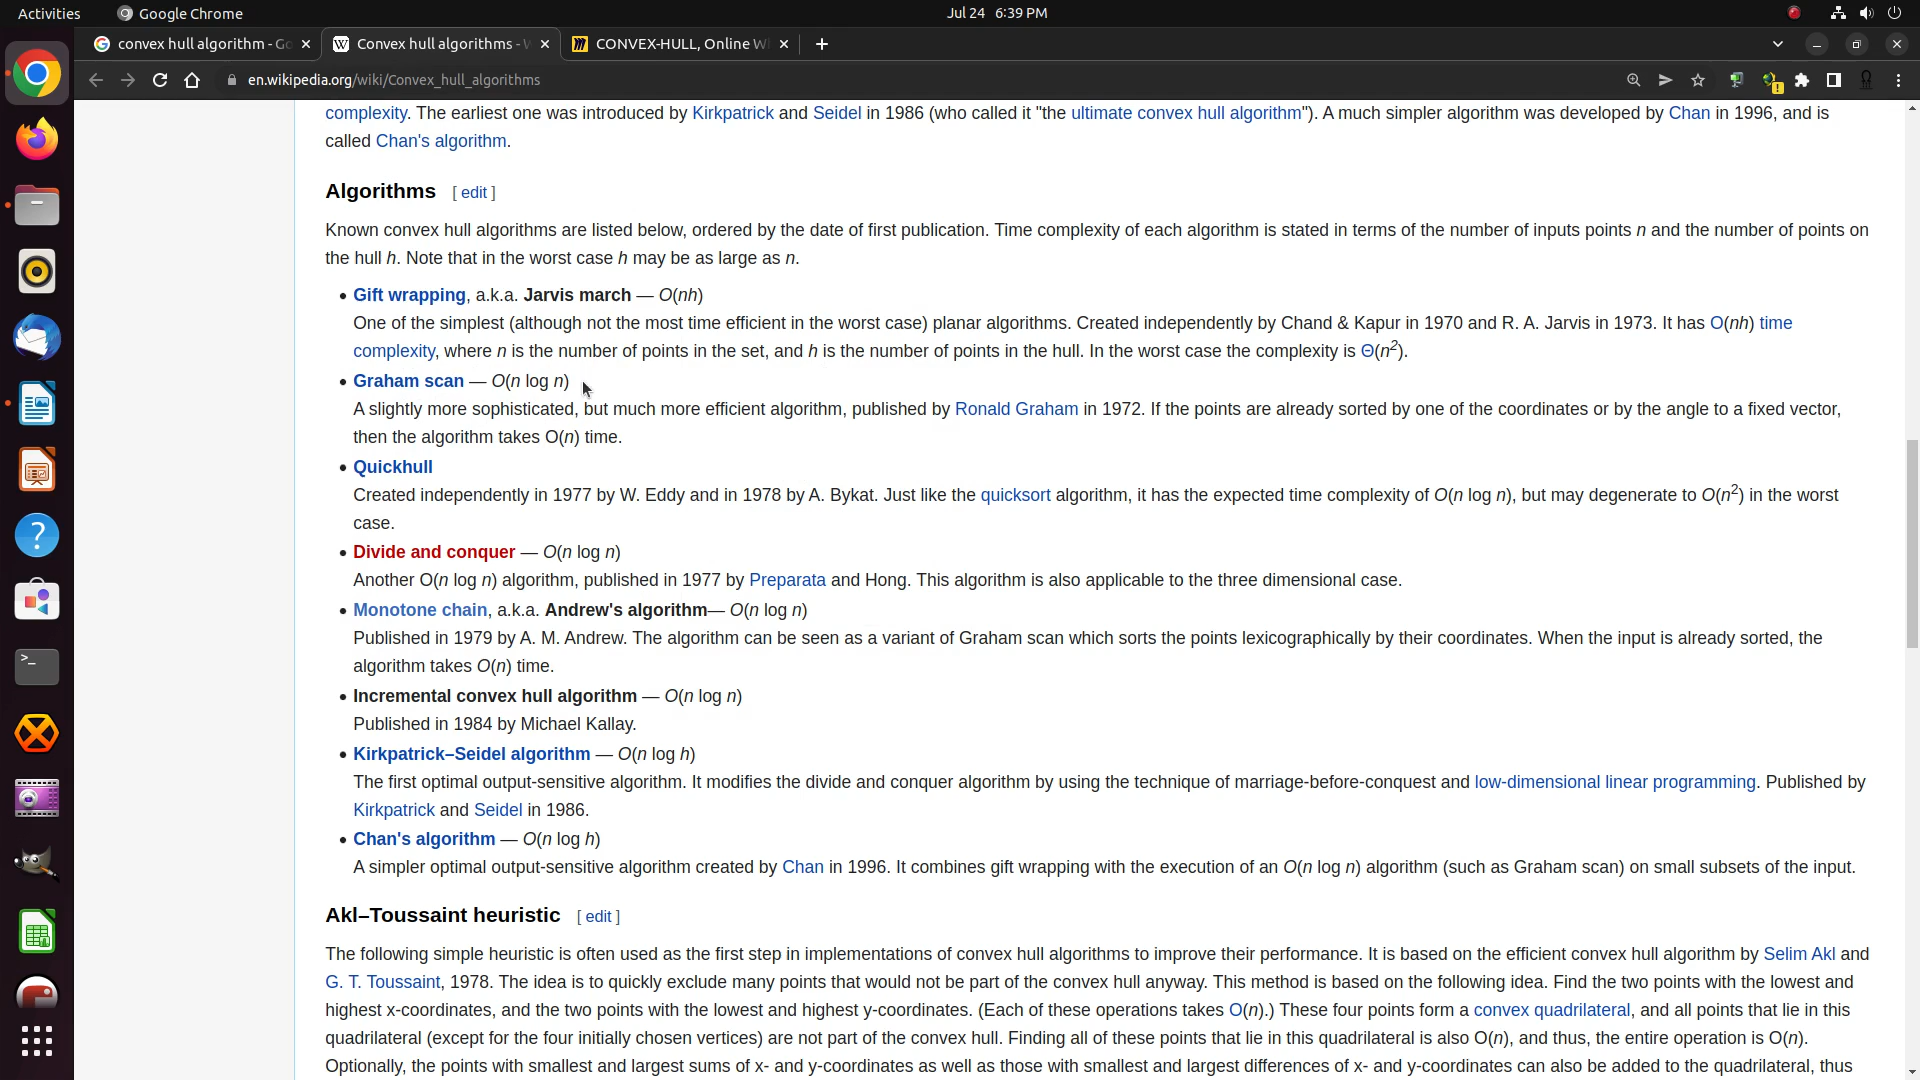 Activities Google Chrome Jul 24 6:39 PM
convex hull algorithm - Go Convex hull algorithms - CONVEX-HULL, Online W
en.wikipedia.org/wiki/Convex_hull_algorithms
complexity. The earliest one was introduced by Kirkpatrick and Seidel in 1986 (who called it "the ultimate convex hull algorithm"). A much simpler algorithm was developed by Chan in 1996, and is
called Chan's algorithm.
Algorithms [ edit ]
Known convex hull algorithms are listed below, ordered by the date of first publication. Time complexity of each algorithm is stated in terms of the number of inputs points n and the number of points on
the hull h. Note that in the worst case h may be as large as n.
• Gift wrapping, a.k.a. Jarvis march — O(nh)
One of the simplest (although not the most time efficient in the worst case) planar algorithms. Created independently by Chand & Kapur in 1970 and R. A. Jarvis in 1973. It has O(nh) time
complexity, where n is the number of points in the set, and h is the number of points in the hull. In the worst case the complexity is Θ(n²).
• Graham scan — O(n log n)
A slightly more sophisticated, but much more efficient algorithm, published by Ronald Graham in 1972. If the points are already sorted by one of the coordinates or by the angle to a fixed vector,
then the algorithm takes O(n) time.
• Quickhull
Created independently in 1977 by W. Eddy and in 1978 by A. Bykat. Just like the quicksort algorithm, it has the expected time complexity of O(n log n), but may degenerate to O(n²) in the worst
case.
• Divide and conquer — O(n log n)
Another O(n log n) algorithm, published in 1977 by Preparata and Hong. This algorithm is also applicable to the three dimensional case.
• Monotone chain, a.k.a. Andrew's algorithm— O(n log n)
Published in 1979 by A. M. Andrew. The algorithm can be seen as a variant of Graham scan which sorts the points lexicographically by their coordinates. When the input is already sorted, the
algorithm takes O(n) time.
• Incremental convex hull algorithm — O(n log n)
Published in 1984 by Michael Kallay.
• Kirkpatrick–Seidel algorithm — O(n log h)
The first optimal output-sensitive algorithm. It modifies the divide and conquer algorithm by using the technique of marriage-before-conquest and low-dimensional linear programming. Published by
Kirkpatrick and Seidel in 1986.
• Chan's algorithm — O(n log h)
A simpler optimal output-sensitive algorithm created by Chan in 1996. It combines gift wrapping with the execution of an O(n log n) algorithm (such as Graham scan) on small subsets of the input.
Akl–Toussaint heuristic [ edit ]
The following simple heuristic is often used as the first step in implementations of convex hull algorithms to improve their performance. It is based on the efficient convex hull algorithm by Selim Akl and
G. T. Toussaint, 1978. The idea is to quickly exclude many points that would not be part of the convex hull anyway. This method is based on the following idea. Find the two points with the lowest and
highest x-coordinates, and the two points with the lowest and highest y-coordinates. (Each of these operations takes O(n).) These four points form a convex quadrilateral, and all points that lie in this
quadrilateral (except for the four initially chosen vertices) are not part of the convex hull. Finding all of these points that lie in this quadrilateral is also O(n), and thus, the entire operation is O(n).
Optionally, the points with smallest and largest sums of x- and y-coordinates as well as those with smallest and largest differences of x- and y-coordinates can also be added to the quadrilateral, thus